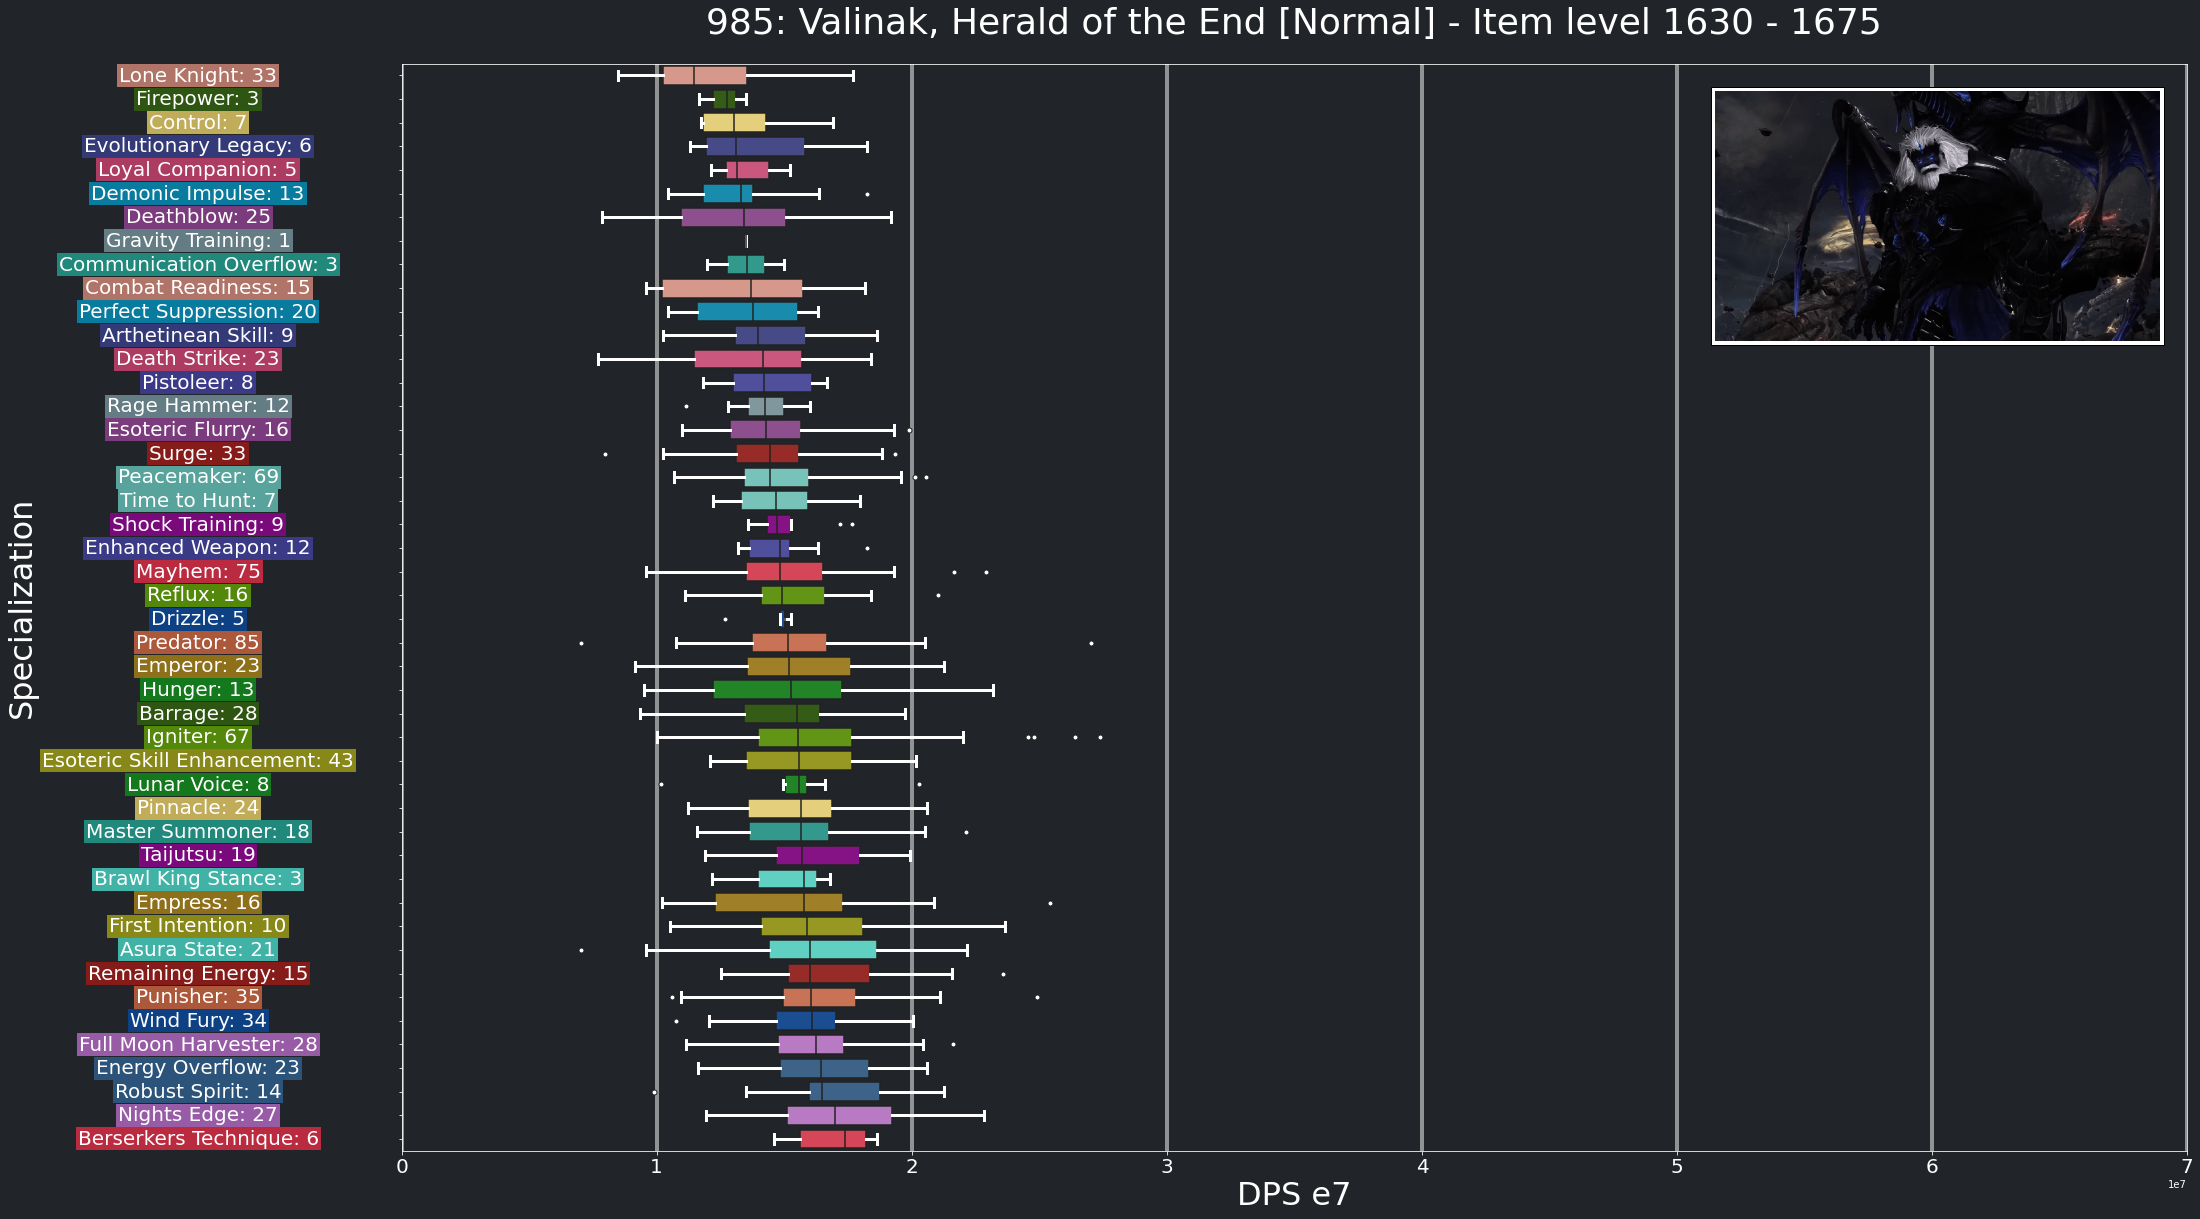 985: Valinak, Herald of the End [Normal] - Item level 1630 - 1675
Specialization
Lone Knight: 33
Firepower: 3
Control: 7
Evolutionary Legacy: 6
Loyal Companion: 5
Demonic Impulse: 13
Deathblow: 25
Gravity Training: 1
Communication Overflow: 3
Combat Readiness: 15
Perfect Suppression: 20
Arthetinean Skill: 9
Death Strike: 23
Pistoleer: 8
Rage Hammer: 12
Esoteric Flurry: 16
Surge: 33
Peacemaker: 69
Time to Hunt: 7
Shock Training: 9
Enhanced Weapon: 12
Mayhem: 75
Reflux: 16
Drizzle: 5
Predator: 85
Emperor: 23
Hunger: 13
Barrage: 28
Igniter: 67
Esoteric Skill Enhancement: 43
Lunar Voice: 8
Pinnacle: 24
Master Summoner: 18
Taijutsu: 19
Brawl King Stance: 3
Empress: 16
First Intention: 10
Asura State: 21
Remaining Energy: 15
Punisher: 35
Wind Fury: 34
Full Moon Harvester: 28
Energy Overflow: 23
Robust Spirit: 14
Nights Edge: 27
Berserkers Technique: 6
0 1 2 3 4 5 6 7
1e7
DPS e7